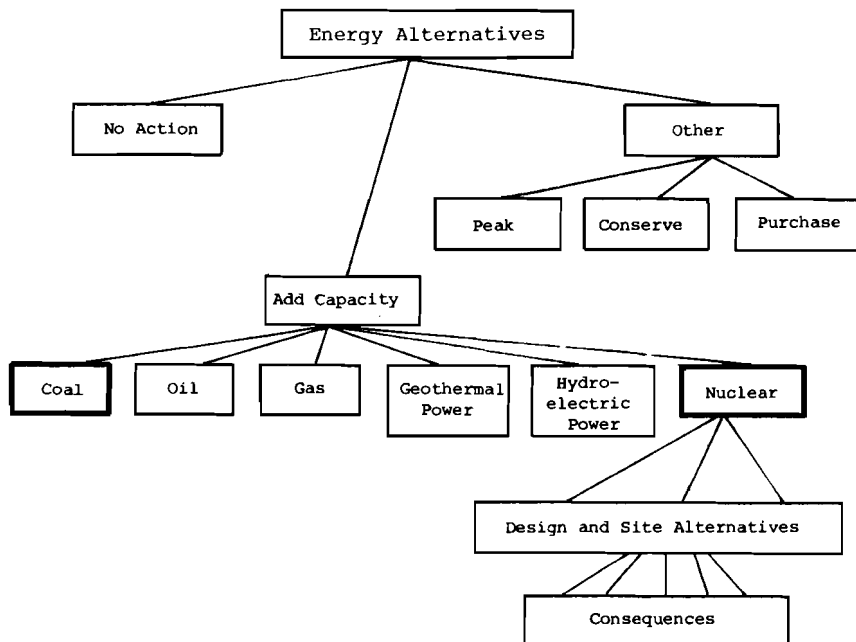 Energy Alternatives
No Action
Other
Peak
Conserve
Purchase
Add Capacity
Coal
Oil
Gas
Geothermal
Power
Hydro-
electric
Power
Nuclear
Design and Site Alternatives
Consequences